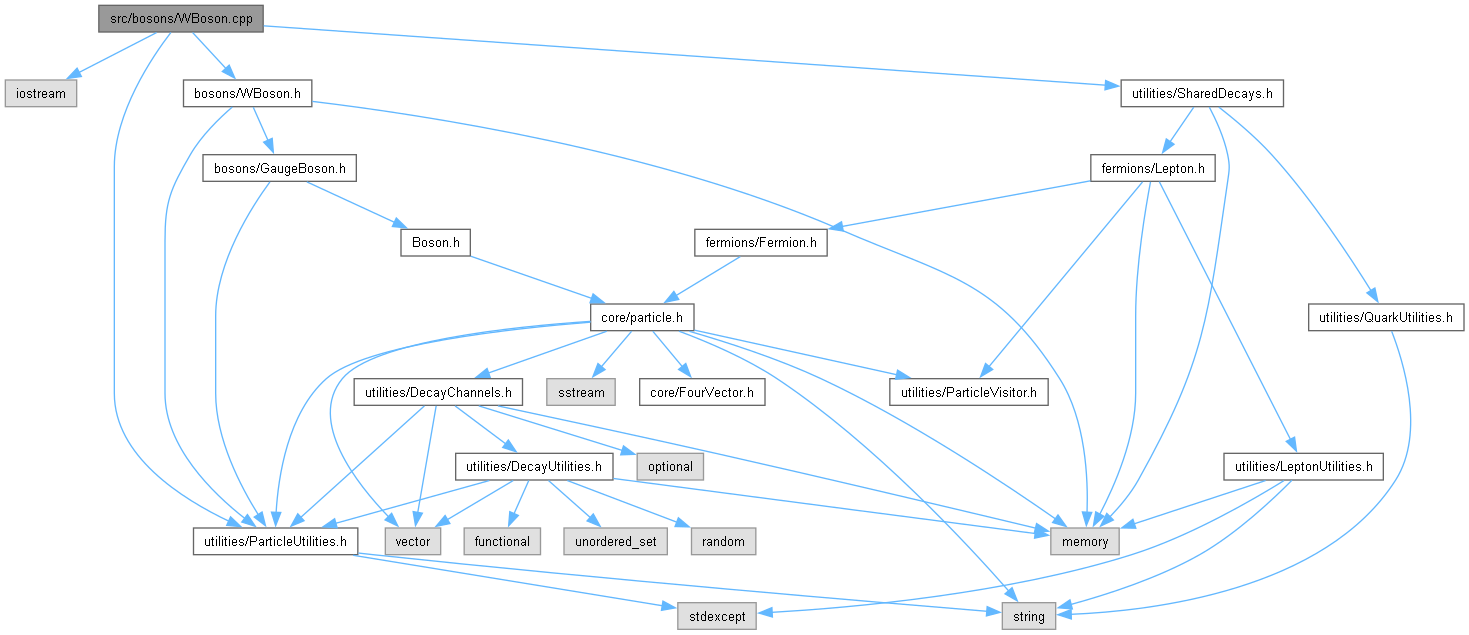 src/bosons/WBoson.cpp
iostream
bosons/WBoson.h
utilities/SharedDecays.h
bosons/GaugeBoson.h
fermions/Lepton.h
Boson.h
fermions/Fermion.h
core/particle.h
utilities/QuarkUtilities.h
utilities/DecayChannels.h
sstream
core/FourVector.h
utilities/ParticleVisitor.h
utilities/DecayUtilities.h
optional
utilities/LeptonUtilities.h
utilities/ParticleUtilities.h
vector
functional
unordered_set
random
memory
stdexcept
string